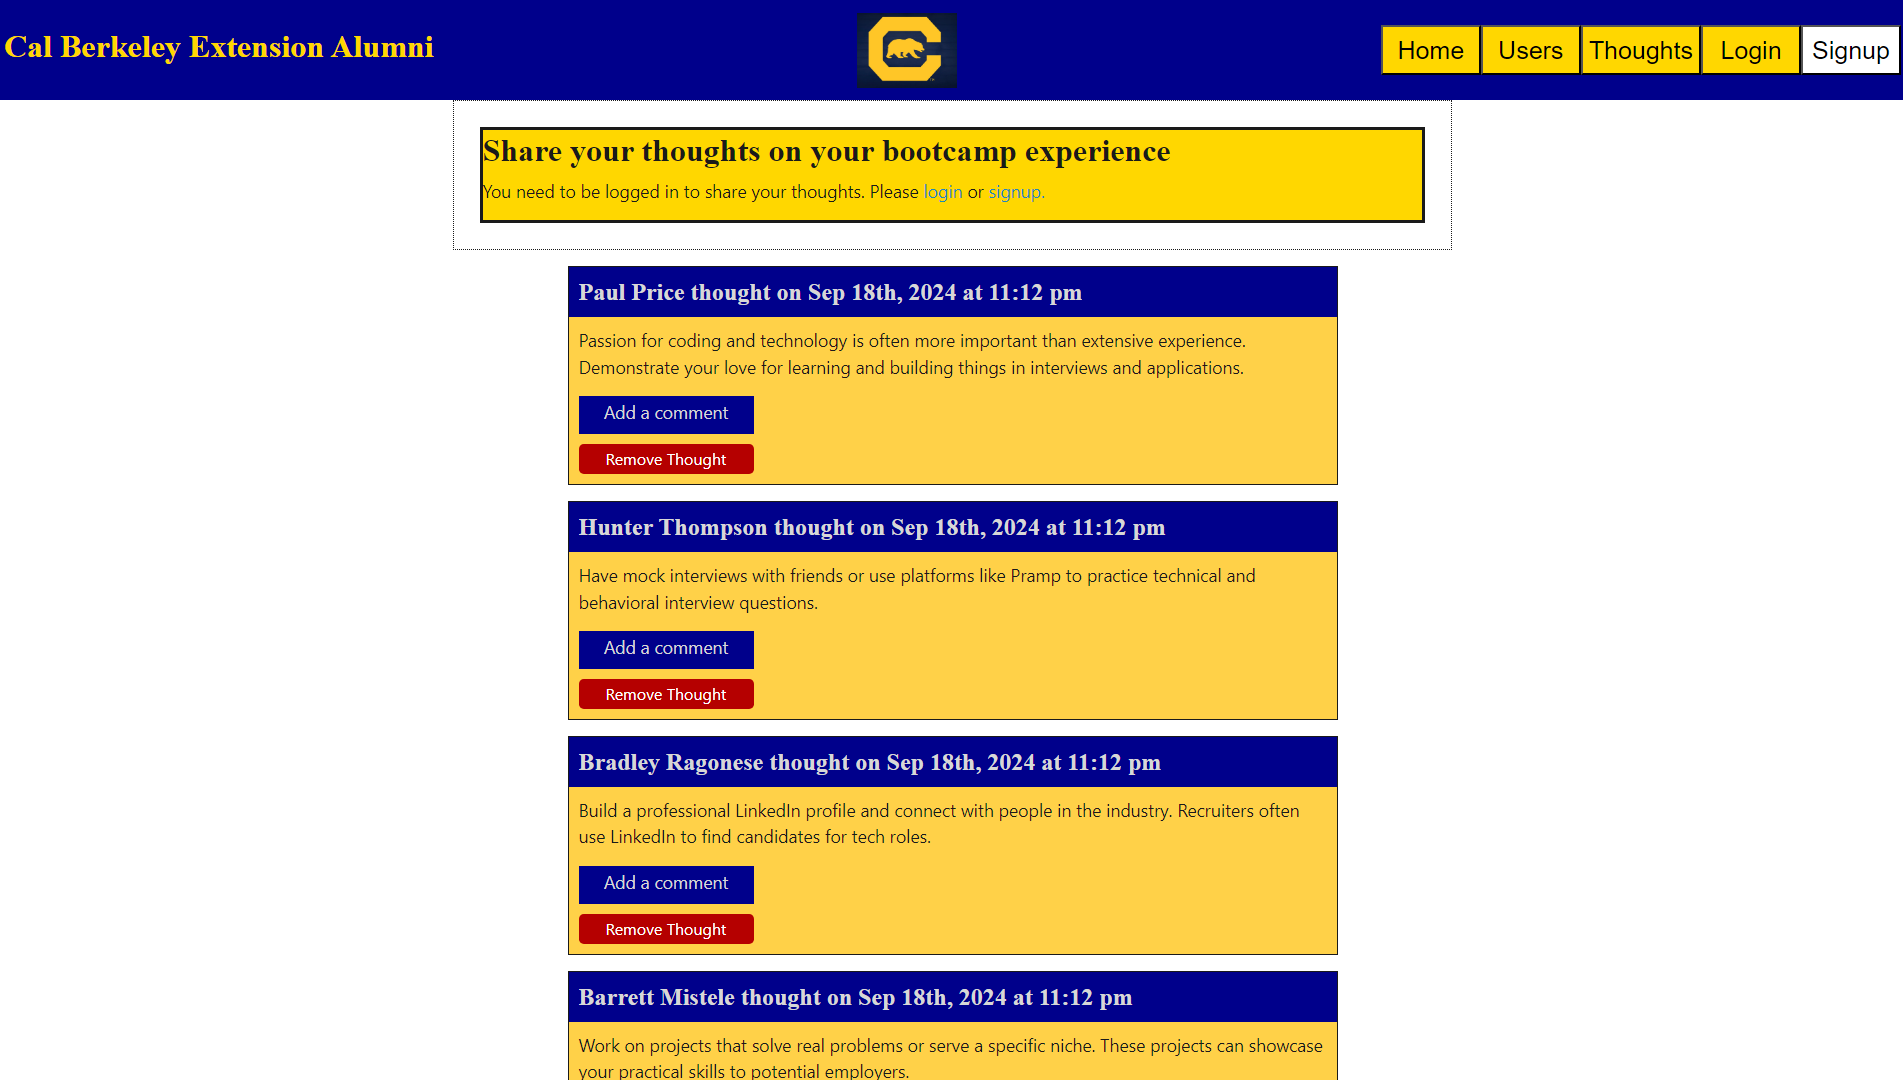 Cal Berkeley Extension Alumni
Home
Users
Thoughts
Login
Signup
Share your thoughts on your bootcamp experience
You need to be logged in to share your thoughts. Please login or signup.
Paul Price thought on Sep 18th, 2024 at 11:12 pm
Passion for coding and technology is often more important than extensive experience.
Demonstrate your love for learning and building things in interviews and applications.
Add a comment
Remove Thought
Hunter Thompson thought on Sep 18th, 2024 at 11:12 pm
Have mock interviews with friends or use platforms like Pramp to practice technical and
behavioral interview questions.
Add a comment
Remove Thought
Bradley Ragonese thought on Sep 18th, 2024 at 11:12 pm
Build a professional LinkedIn profile and connect with people in the industry. Recruiters often
use LinkedIn to find candidates for tech roles.
Add a comment
Remove Thought
Barrett Mistele thought on Sep 18th, 2024 at 11:12 pm
Work on projects that solve real problems or serve a specific niche. These projects can showcase
your practical skills to potential employers.